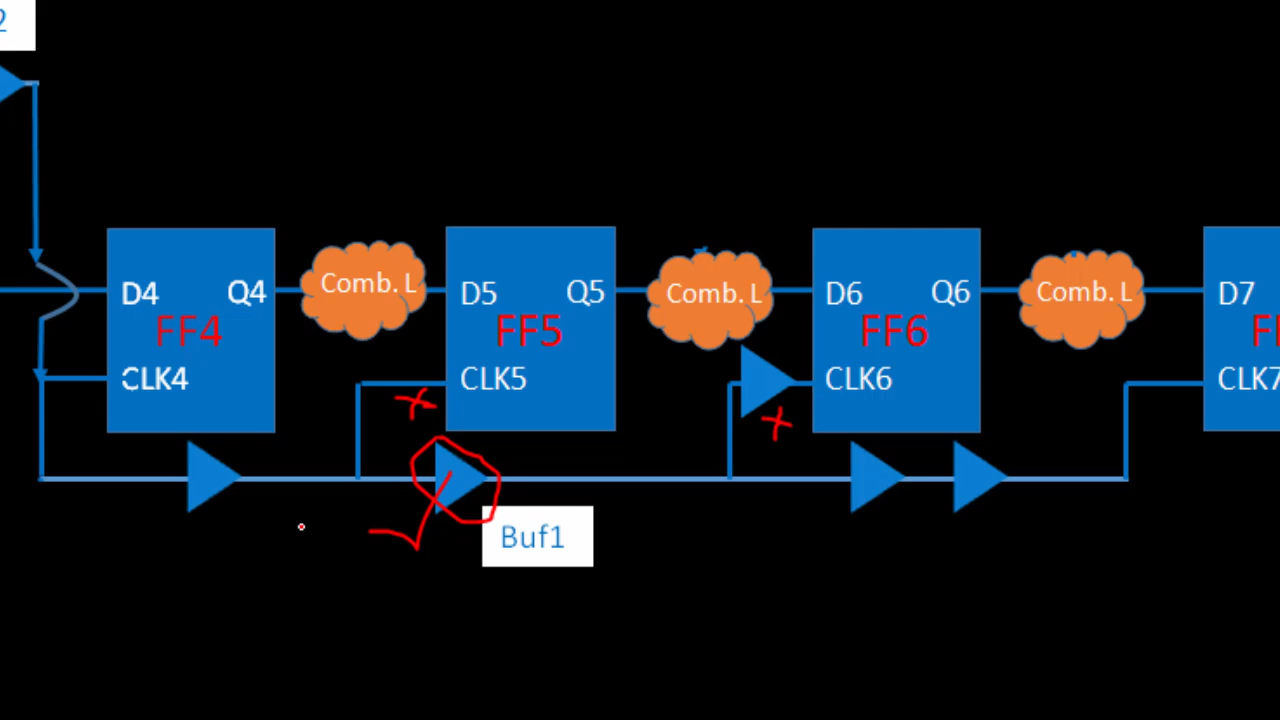 2
D4 Q4
FF4
CLK4
Comb. L
D5 Q5
FF5
CLK5
Comb. L
D6 Q6
FF6
CLK6
Comb. L
D7
CLK7
Buf1